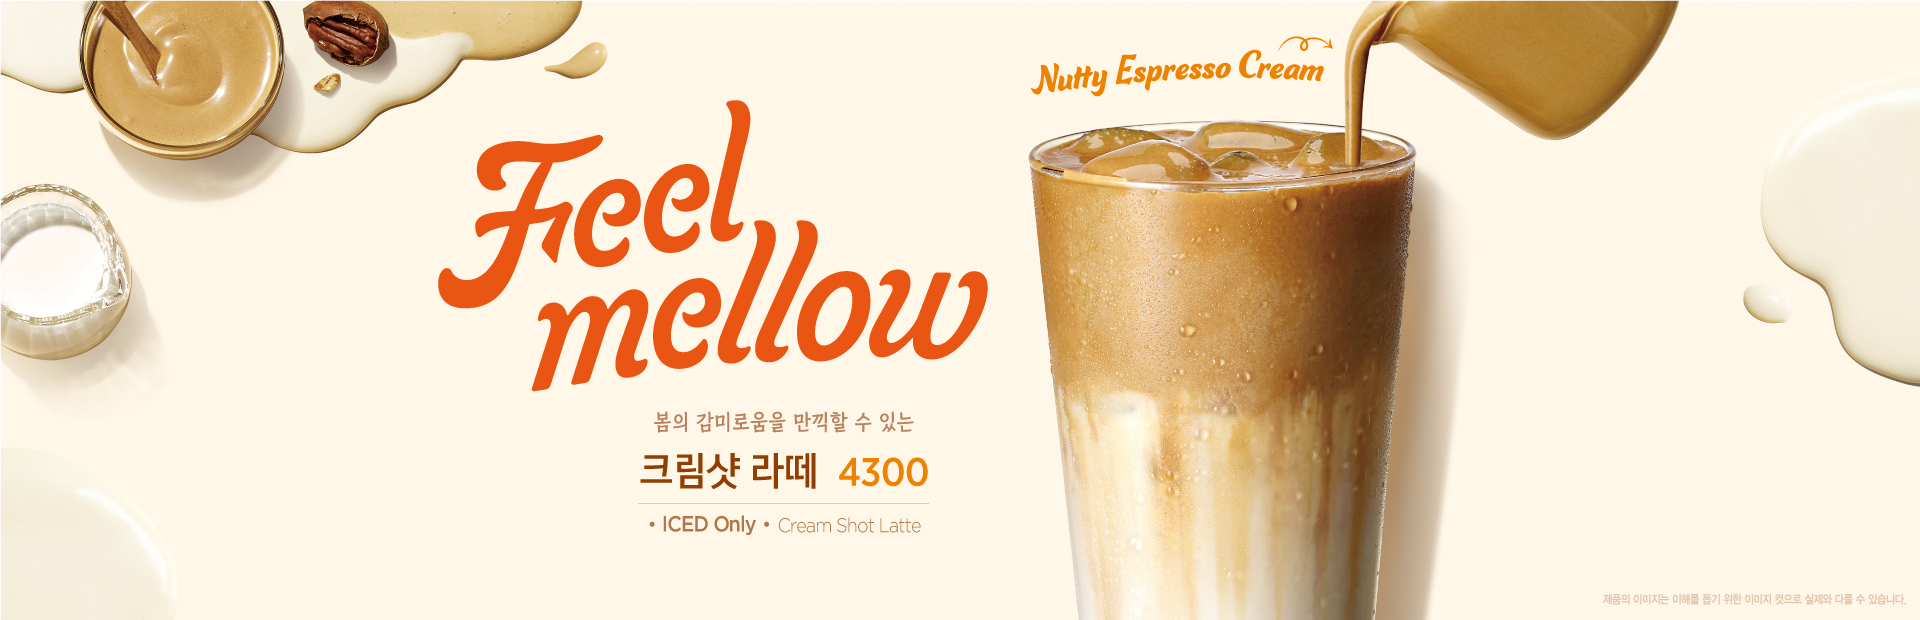 Nutty Espresso Cream
Feel
mellow
봄의 감미로움을 만끽할 수 있는
크림샷 라떼 4300
• ICED Only • Cream Shot Latte
제품의 이미지는 이해를 돕기 위한 이미지 컷으로 실제와 다를 수 있습니다.